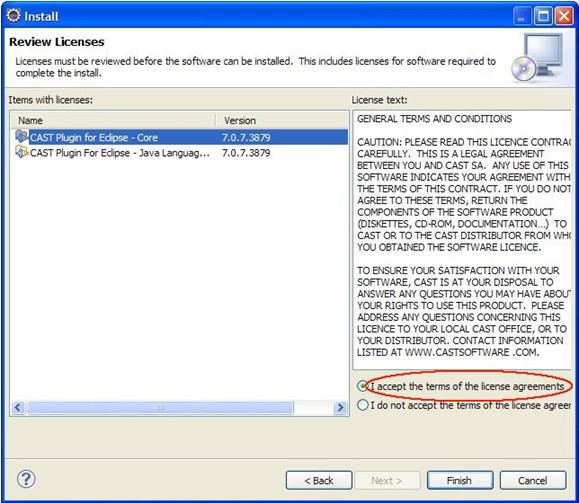 Install
Review Licenses
Licenses must be reviewed before the software can be installed. This includes licenses for software required to
complete the install.
Items with licenses:
Name Version
CAST Plugin for Eclipse - Core 7.0.7.3879
CAST Plugin For Eclipse - Java Languag... 7.0.7.3879
License text:
GENERAL TERMS AND CONDITIONS
CAUTION: PLEASE READ THIS LICENCE CONTRAC
CAREFULLY. THIS IS A LEGAL AGREEMENT
BETWEEN YOU AND CAST SA. ANY USE OF THIS
SOFTWARE INDICATES YOUR AGREEMENT WITH
THE TERMS OF THIS CONTRACT. IF YOU DO NOT
AGREE TO THESE TERMS, RETURN THE
COMPONENTS OF THE SOFTWARE PRODUCT
(DISKETTES, CD-ROM, DOCUMENTATION...) TO
CAST OR TO THE CAST DISTRIBUTOR FROM WHO
YOU OBTAINED THE SOFTWARE LICENCE.
TO ENSURE YOUR SATISFACTION WITH YOUR
SOFTWARE, CAST IS AT YOUR DISPOSAL TO
ANSWER ANY QUESTIONS YOU MAY HAVE ABOUT
YOUR RIGHTS TO USE THIS PRODUCT. PLEASE
ADDRESS ANY QUESTIONS CONCERNING THIS
LICENCE TO YOUR LOCAL CAST OFFICE, OR TO
YOUR DISTRIBUTOR. CONTACT INFORMATION
LISTED AT WWW.CASTSOFTWARE .COM.
I accept the terms of the license agreements
I do not accept the terms of the license agreer
? < Back Next > Finish Cancel